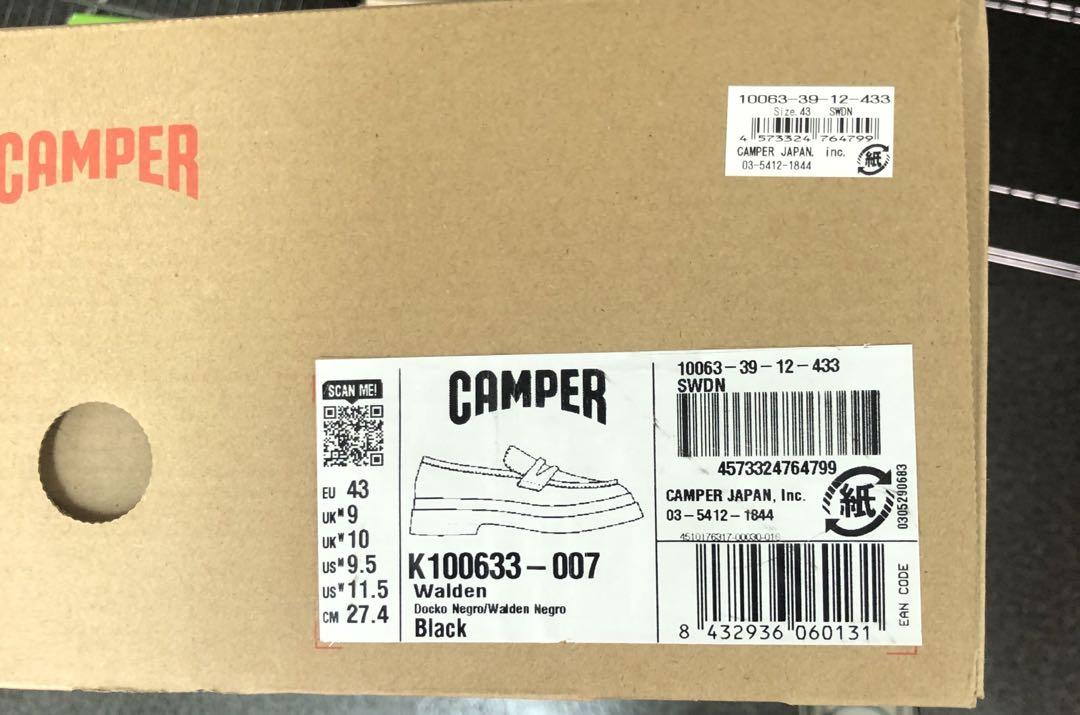 CAMPER
10063-39-12-433
Size. 43 SWDN
4 573324 764799
CAMPER JAPAN, inc.
03-5412-1844
紙
SCAN ME!
EU 43
UK M 9
UK W 10
US M 9.5
US W 11.5
CM 27.4
CAMPER
K100633-007
Walden
Docko Negro/Walden Negro
Black
10063-39-12-433
SWDN
4573324764799
CAMPER JAPAN, Inc.
03-5412-1844
紙
0305290683
4510176317-00030-018
8 432936 060131
EAN CODE